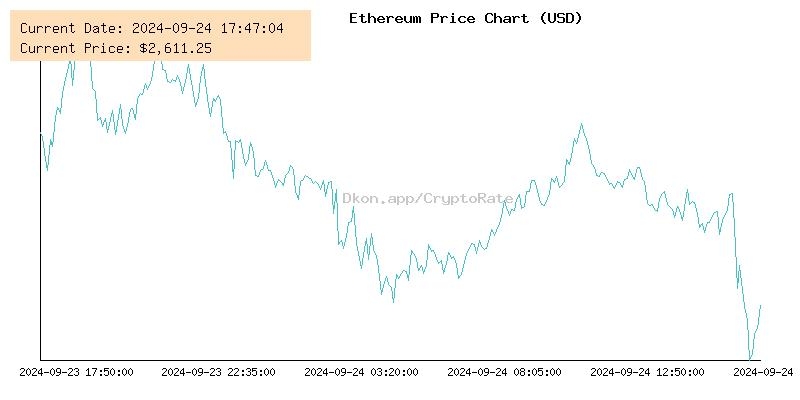 Ethereum Price Chart (USD)
Current Date: 2024-09-24 17:47:04
Current Price: $2,611.25
Dkon.app/CryptoRate
2024-09-23 17:50:00
2024-09-23 22:35:00
2024-09-24 03:20:00
2024-09-24 08:05:00
2024-09-24 12:50:00
2024-09-24